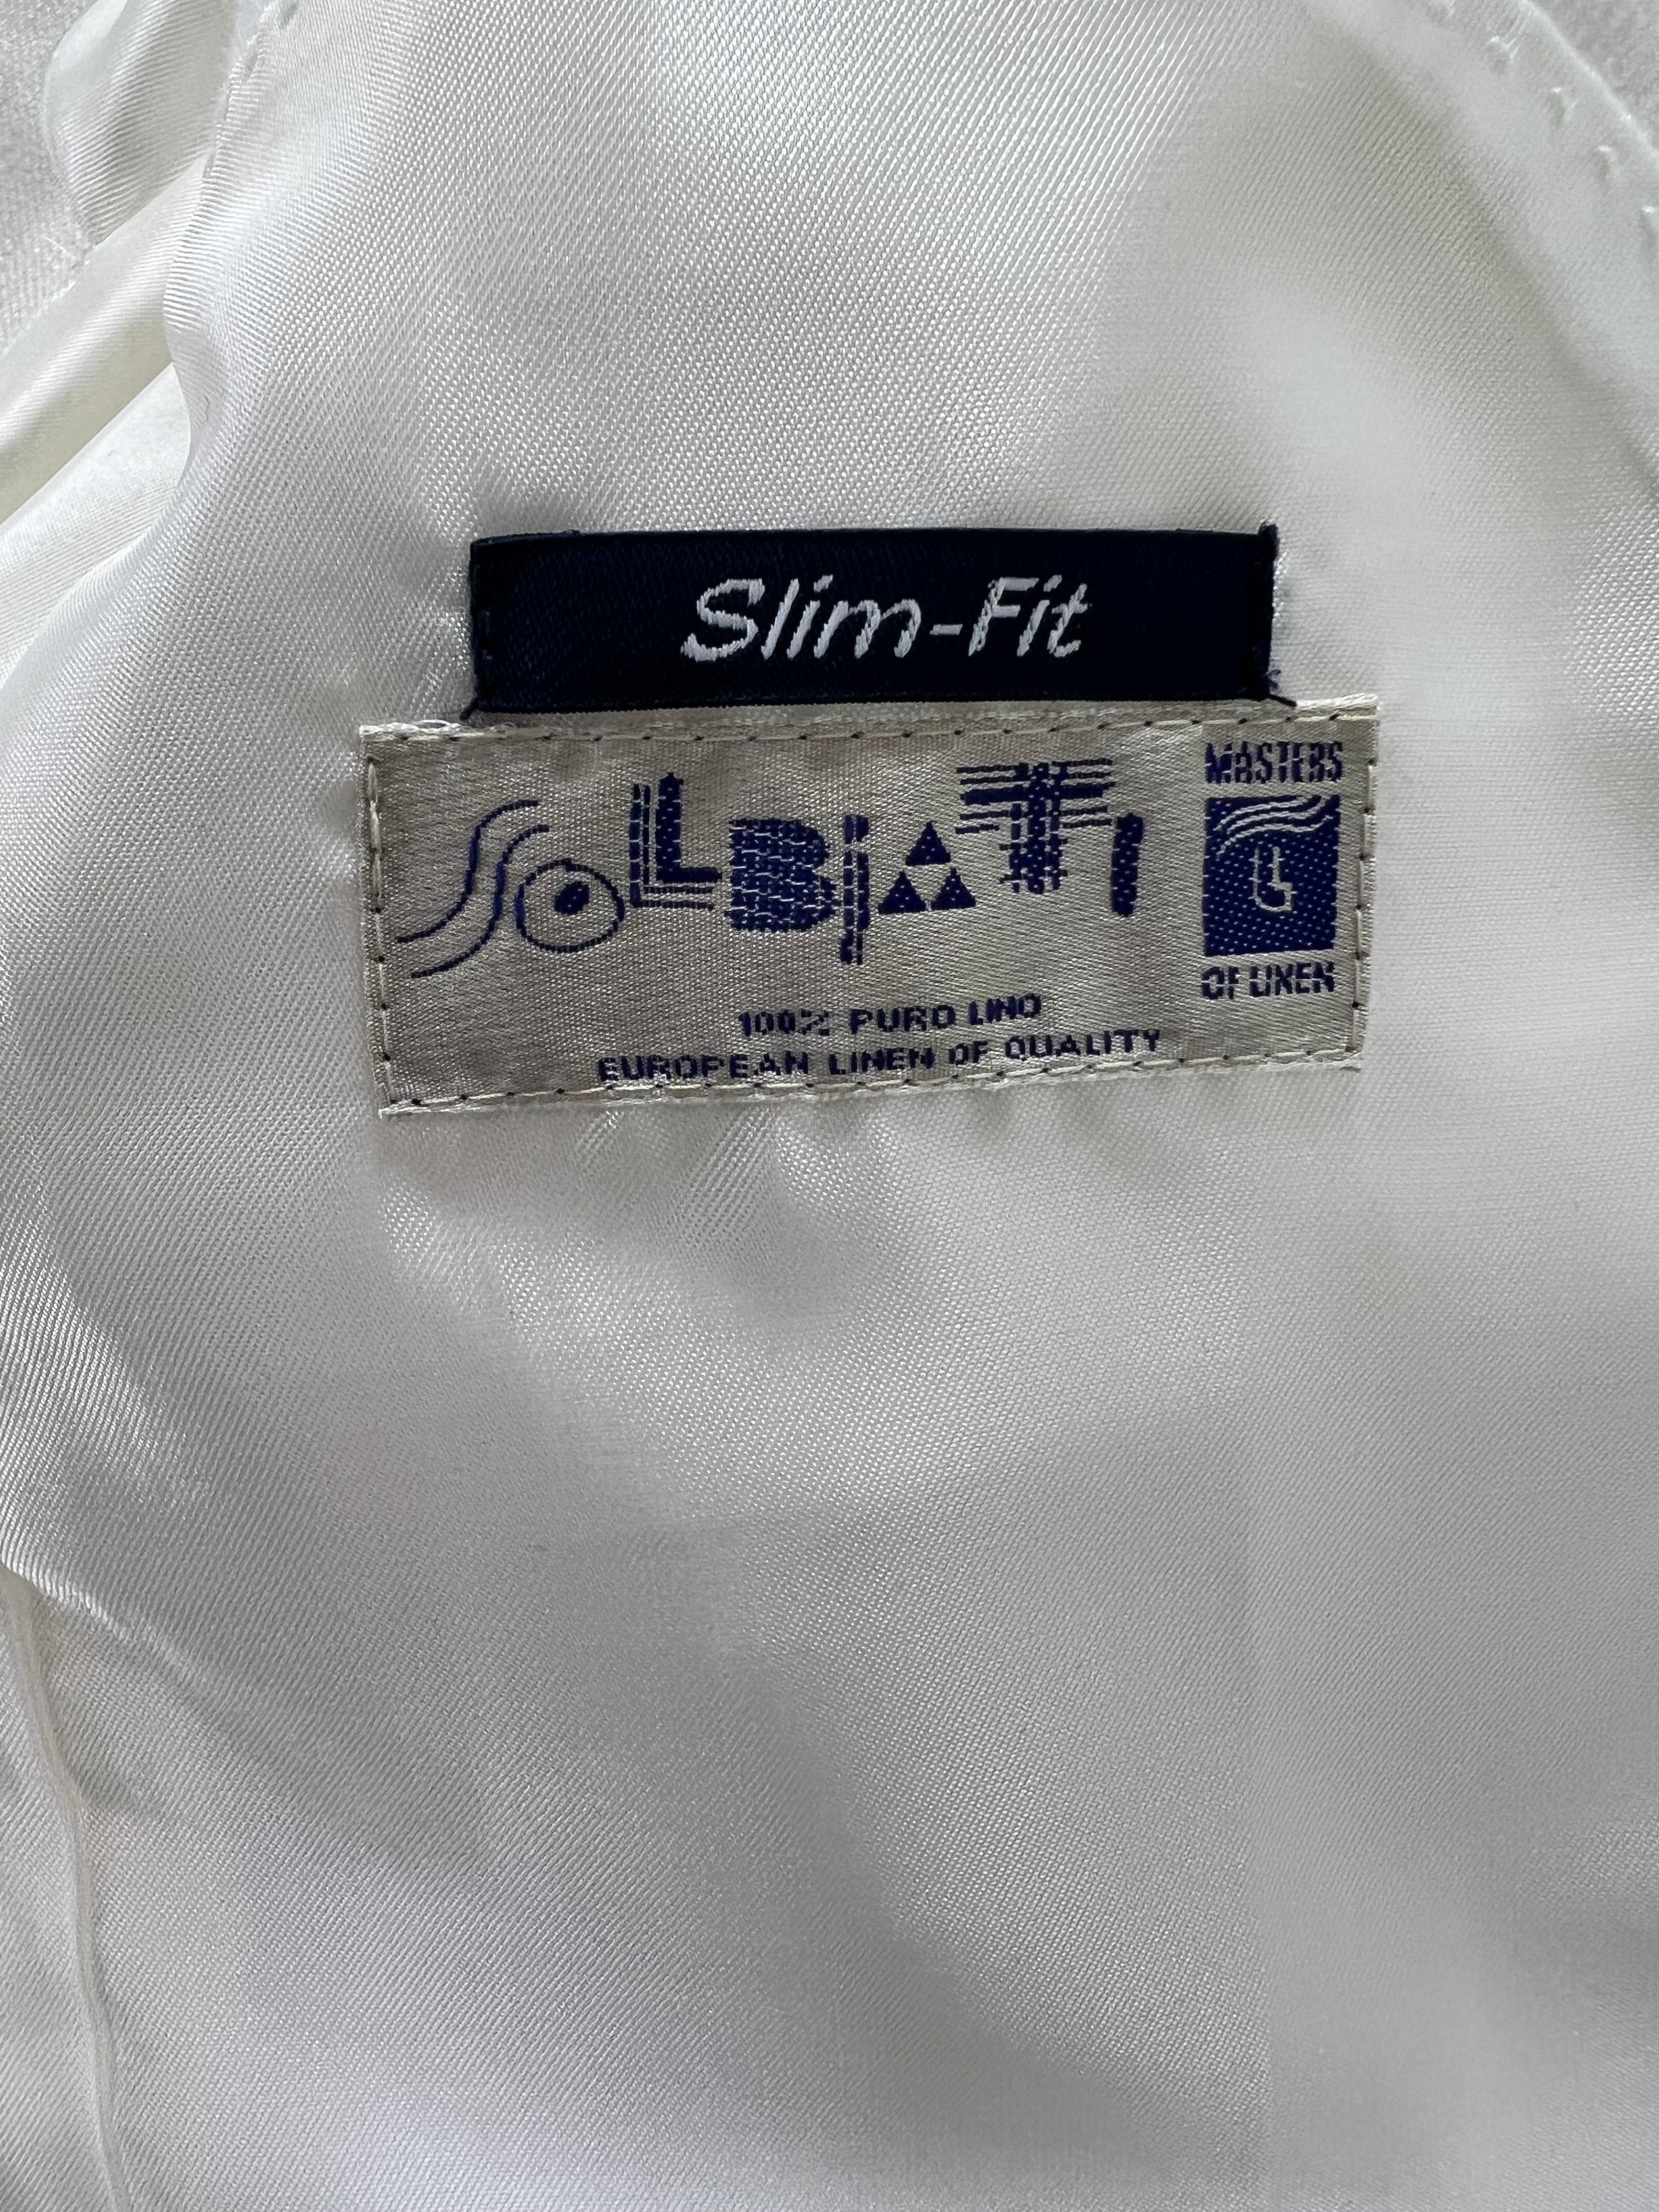 Slim-Fit
SOLBIATI
MASTERS
L
OF LINEN
100% PURO LINO
EUROPEAN LINEN OF QUALITY